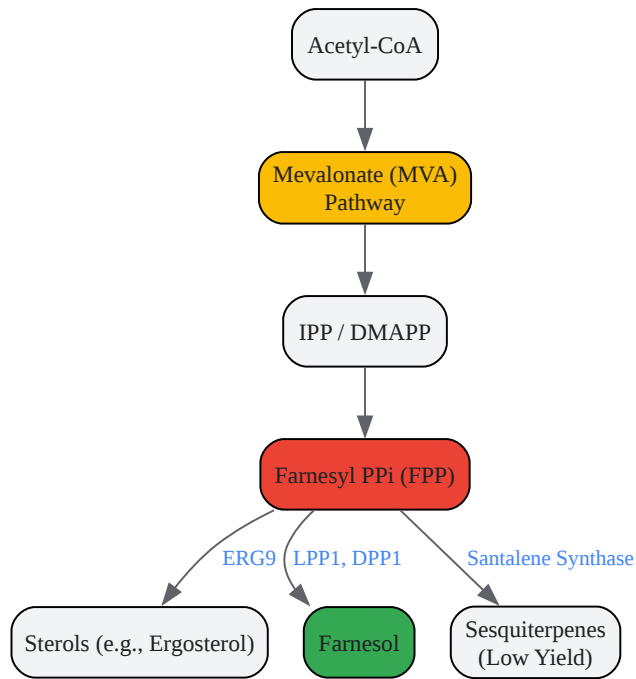 Acetyl-CoA
Mevalonate (MVA)
Pathway
IPP / DMAPP
Farnesyl PPi (FPP)
ERG9
LPP1, DPP1
Santalene Synthase
Sterols (e.g., Ergosterol)
Farnesol
Sesquiterpenes
(Low Yield)